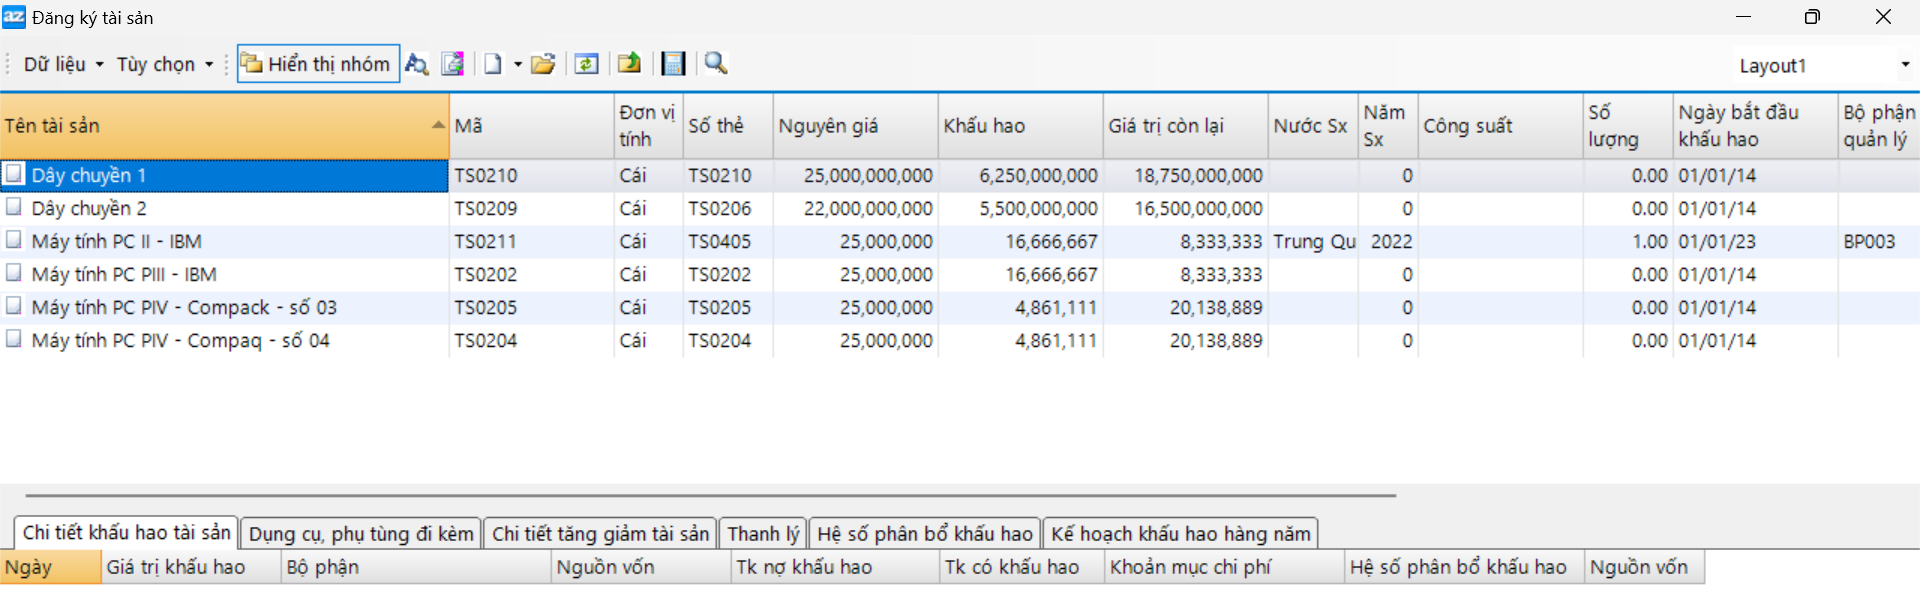 az Đăng ký tài sản
Dữ liệu Tùy chọn Hiển thị nhóm Layout1
Tên tài sản Mã Đơn vị tính Số thẻ Nguyên giá Khấu hao Giá trị còn lại Nước Sx Năm Sx Công suất Số lượng Ngày bắt đầu khấu hao Bộ phận quản lý
Dây chuyền 1 TS0210 Cái TS0210 25,000,000,000 6,250,000,000 18,750,000,000 0 0.00 01/01/14
Dây chuyền 2 TS0209 Cái TS0206 22,000,000,000 5,500,000,000 16,500,000,000 0 0.00 01/01/14
Máy tính PC II - IBM TS0211 Cái TS0405 25,000,000 16,666,667 8,333,333 Trung Qu 2022 1.00 01/01/23 BP003
Máy tính PC PIII - IBM TS0202 Cái TS0202 25,000,000 16,666,667 8,333,333 0 0.00 01/01/14
Máy tính PC PIV - Compack - số 03 TS0205 Cái TS0205 25,000,000 4,861,111 20,138,889 0 0.00 01/01/14
Máy tính PC PIV - Compaq - số 04 TS0204 Cái TS0204 25,000,000 4,861,111 20,138,889 0 0.00 01/01/14
Chi tiết khấu hao tài sản Dụng cụ, phụ tùng đi kèm Chi tiết tăng giảm tài sản Thanh lý Hệ số phân bổ khấu hao Kế hoạch khấu hao hàng năm
Ngày Giá trị khấu hao Bộ phận Nguồn vốn Tk nợ khấu hao Tk có khấu hao Khoản mục chi phí Hệ số phân bổ khấu hao Nguồn vốn